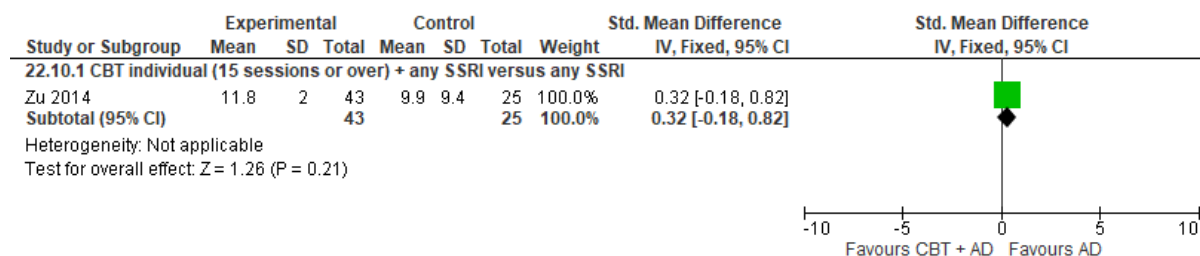 Experimental Control Std. Mean Difference Std. Mean Difference
Study or Subgroup Mean SD Total Mean SD Total Weight IV, Fixed, 95% CI IV, Fixed, 95% CI
22.10.1 CBT individual (15 sessions or over) + any SSRI versus any SSRI
Zu 2014 11.8 2 43 9.9 9.4 25 100.0% 0.32 [-0.18, 0.82]
Subtotal (95% CI) 43 25 100.0% 0.32 [-0.18, 0.82]
Heterogeneity: Not applicable
Test for overall effect: Z = 1.26 (P = 0.21)
-10 -5 0 5 10
Favours CBT + AD Favours AD